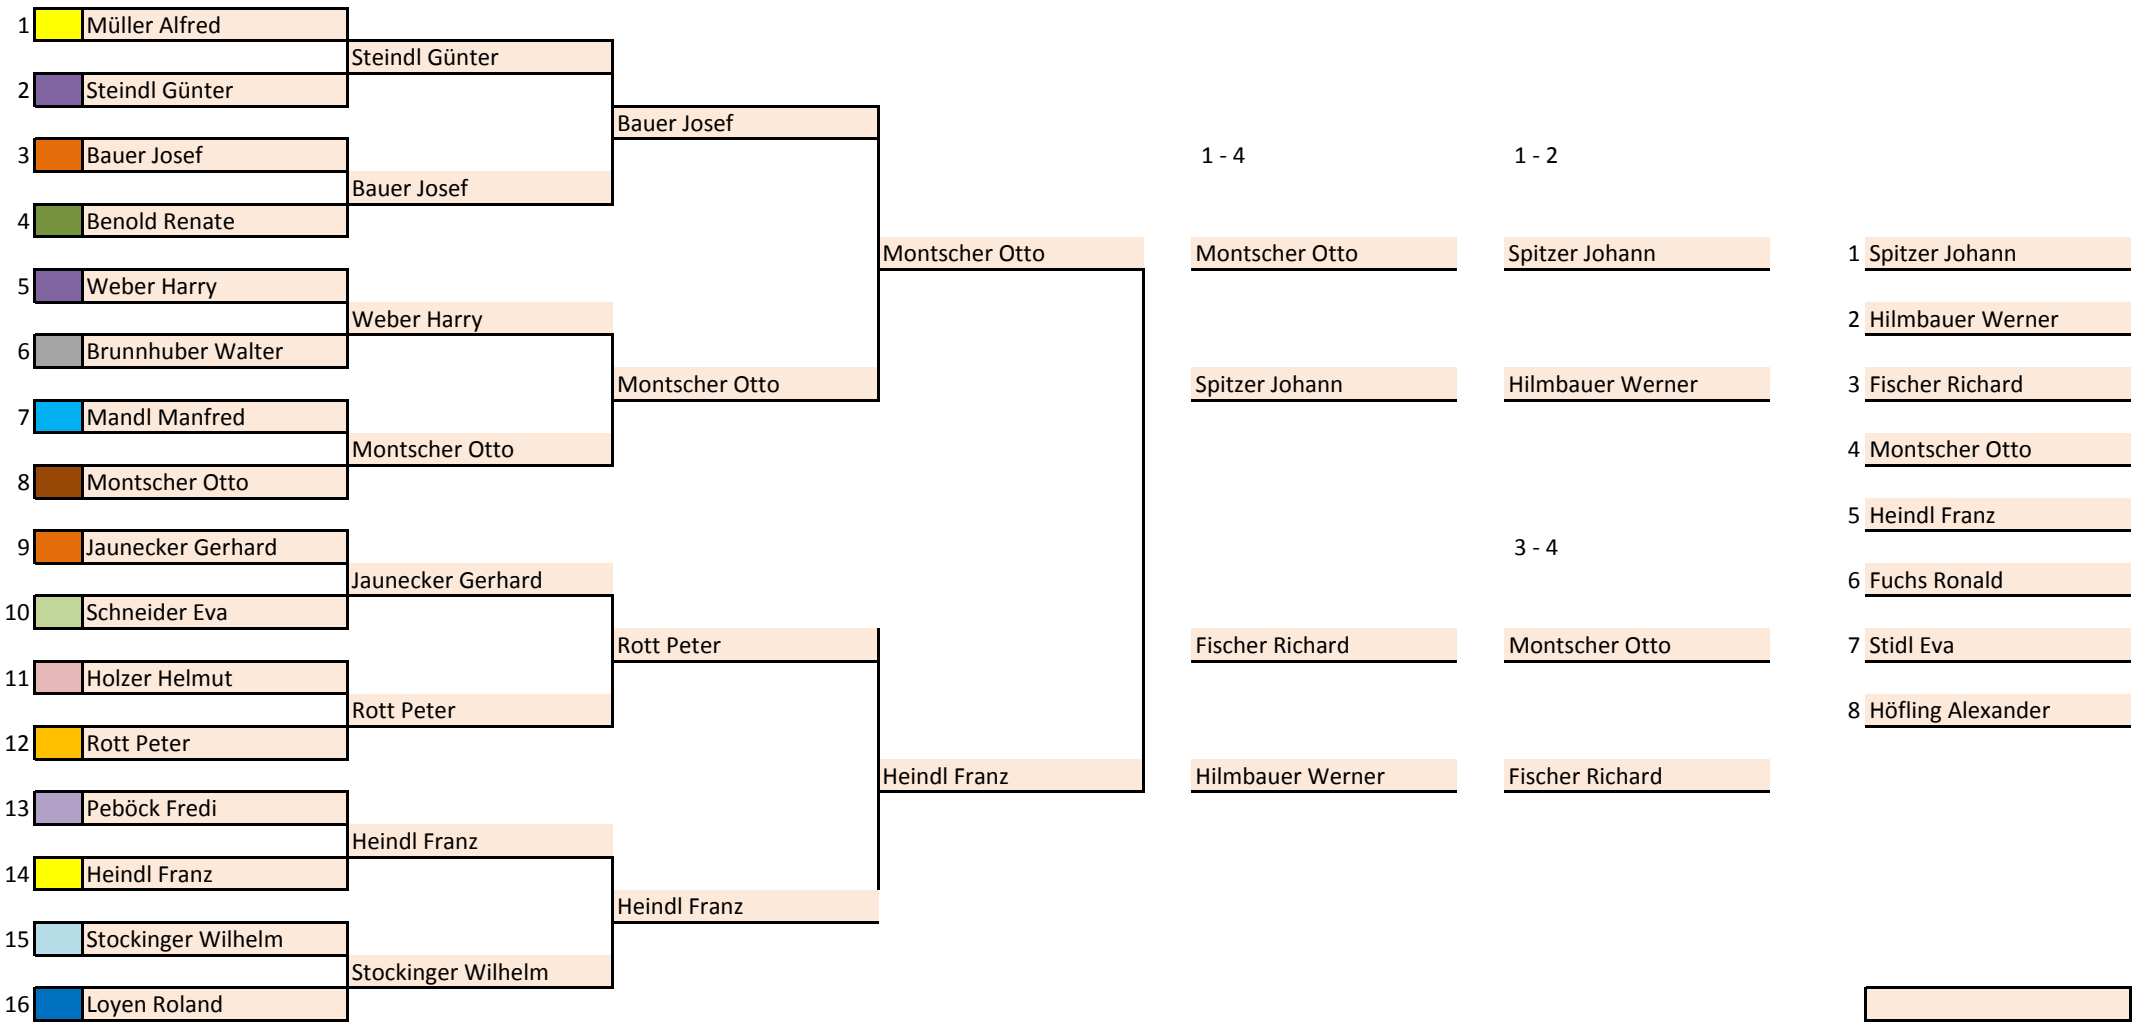 1 Müller Alfred
Steindl Günter
2 Steindl Günter
Bauer Josef
3 Bauer Josef
Bauer Josef
4 Benold Renate
Montscher Otto
5 Weber Harry
Weber Harry
6 Brunnhuber Walter
Montscher Otto
7 Mandl Manfred
Montscher Otto
8 Montscher Otto
9 Jaunecker Gerhard
Jaunecker Gerhard
10 Schneider Eva
Rott Peter
11 Holzer Helmut
Rott Peter
12 Rott Peter
Heindl Franz
13 Peböck Fredi
Heindl Franz
14 Heindl Franz
Heindl Franz
15 Stockinger Wilhelm
Stockinger Wilhelm
16 Loyen Roland
1 - 4
Montscher Otto
Spitzer Johann
Fischer Richard
Hilmbauer Werner
1 - 2
Spitzer Johann
Hilmbauer Werner
3 - 4
Montscher Otto
Fischer Richard
1 Spitzer Johann
2 Hilmbauer Werner
3 Fischer Richard
4 Montscher Otto
5 Heindl Franz
6 Fuchs Ronald
7 Stidl Eva
8 Höfling Alexander